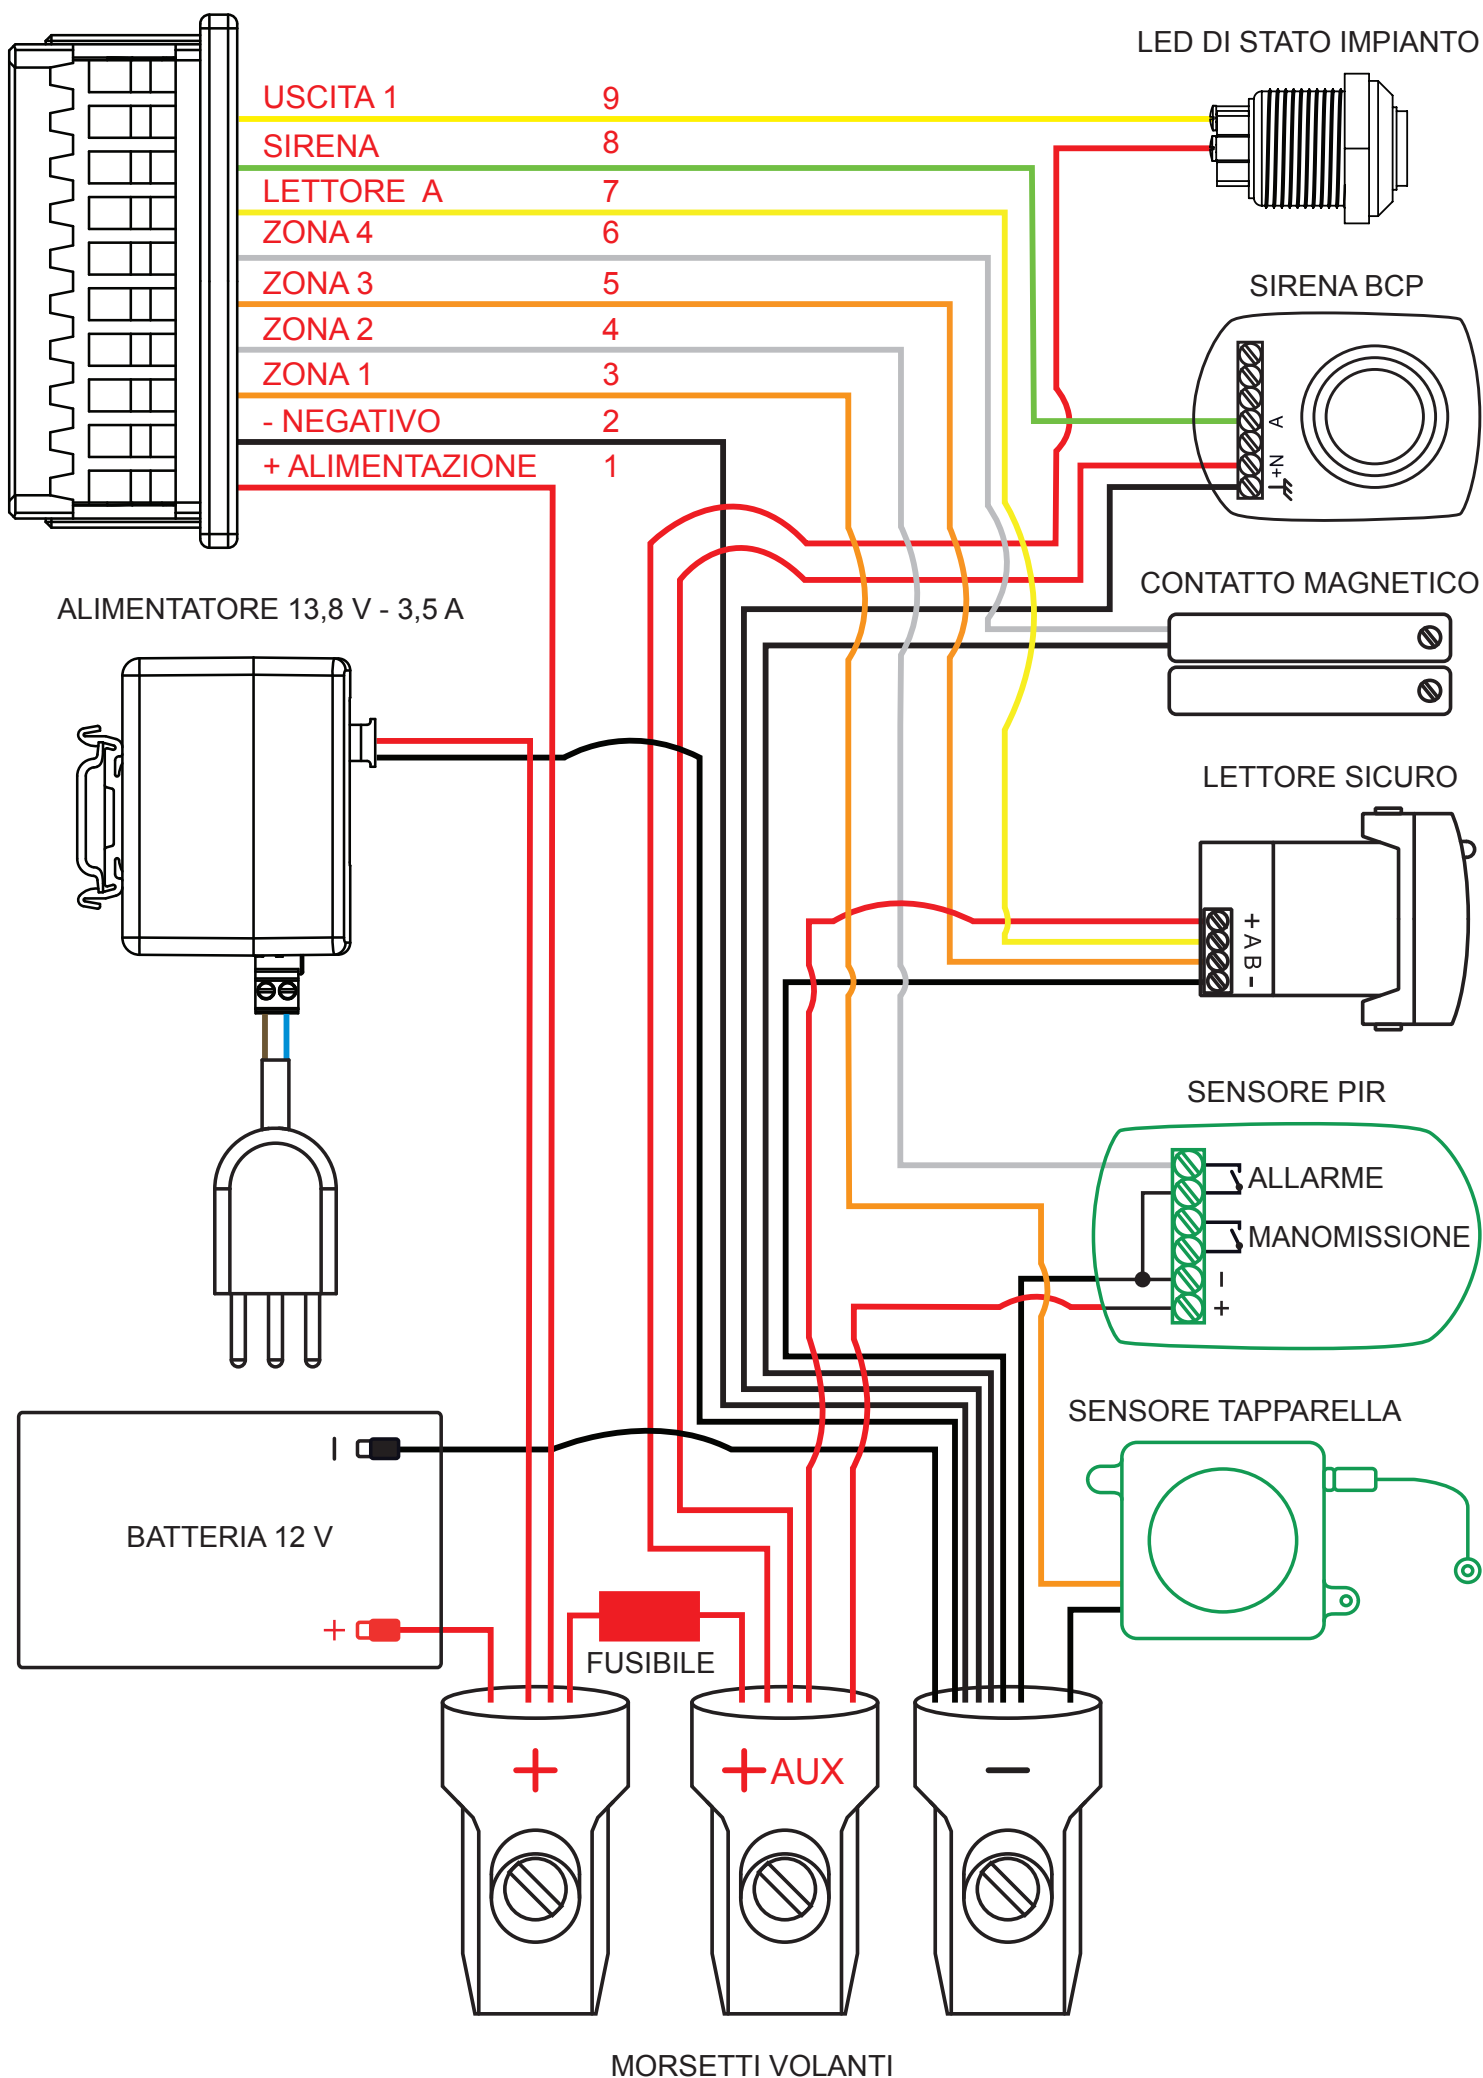 LED DI STATO IMPIANTO
USCITA 1 9
SIRENA 8
LETTORE A 7
ZONA 4 6
ZONA 3 5
ZONA 2 4
ZONA 1 3
- NEGATIVO 2
+ ALIMENTAZIONE 1
SIRENA BCP
A
N+
ALIMENTATORE 13,8 V - 3,5 A
CONTATTO MAGNETICO
LETTORE SICURO
+ A B -
SENSORE PIR
ALLARME
MANOMISSIONE
–
+
SENSORE TAPPARELLA
–
BATTERIA 12 V
+
FUSIBILE
+
+ AUX
–
MORSETTI VOLANTI